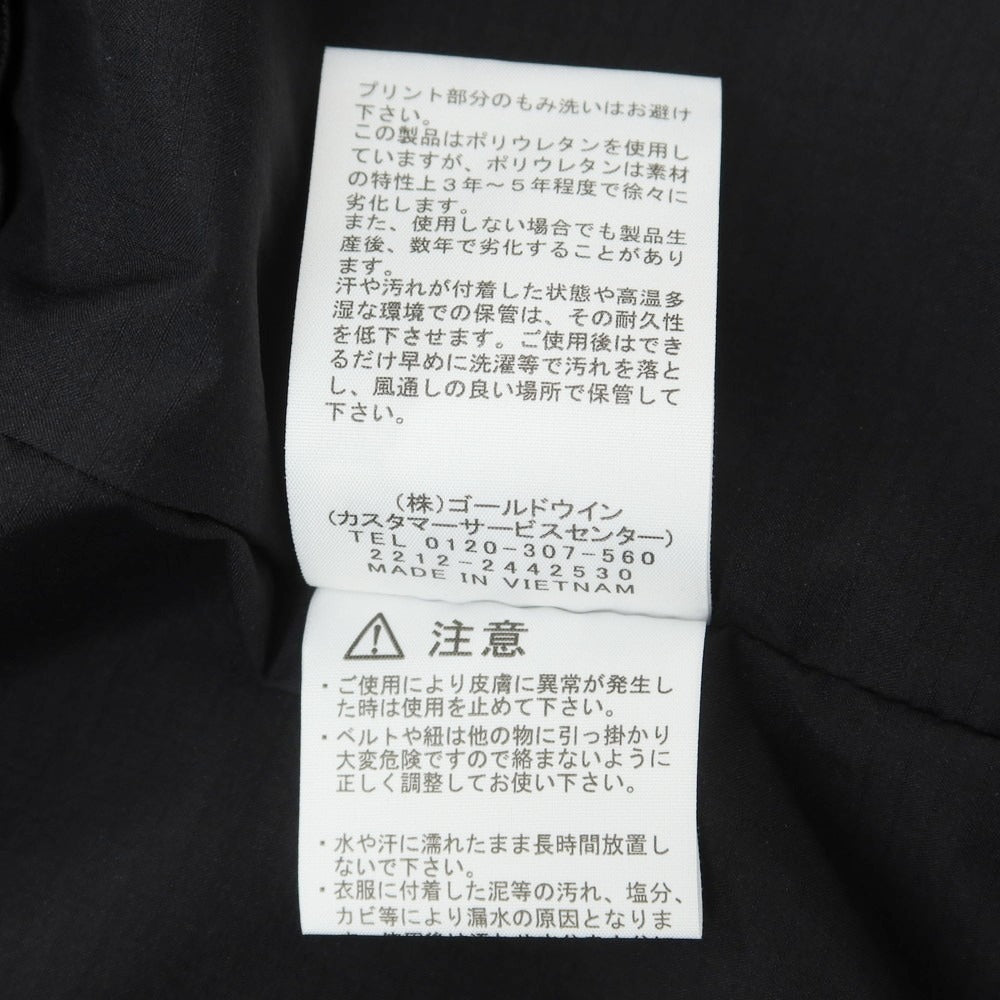 プリント部分のもみ洗いはお避け
下さい。
この製品はポリウレタンを使用し
ていますが、ポリウレタンは素材
の特性上3年～5年程度で徐々に
劣化します。
また、使用しない場合でも製品生
産後、数年で劣化することがあり
ます。
汗や汚れが付着した状態や高温多
湿な環境での保管は、その耐久性
を低下させます。ご使用後はでき
るだけ早めに洗濯等で汚れを落と
し、風通しの良い場所で保管して
下さい。
(株)ゴールドウイン
(カスタマーサービスセンター)
TEL 0120-307-560
2212-2442530
MADE IN VIETNAM
注意
・ご使用により皮膚に異常が発生し
た時は使用を止めて下さい。
・ベルトや紐は他の物に引っ掛かり
大変危険ですので絡まないように
正しく調整してお使い下さい。
・水や汗に濡れたまま長時間放置し
ないで下さい。
・衣服に付着した泥等の汚れ、塩分、
カビ等により漏水の原因となりま